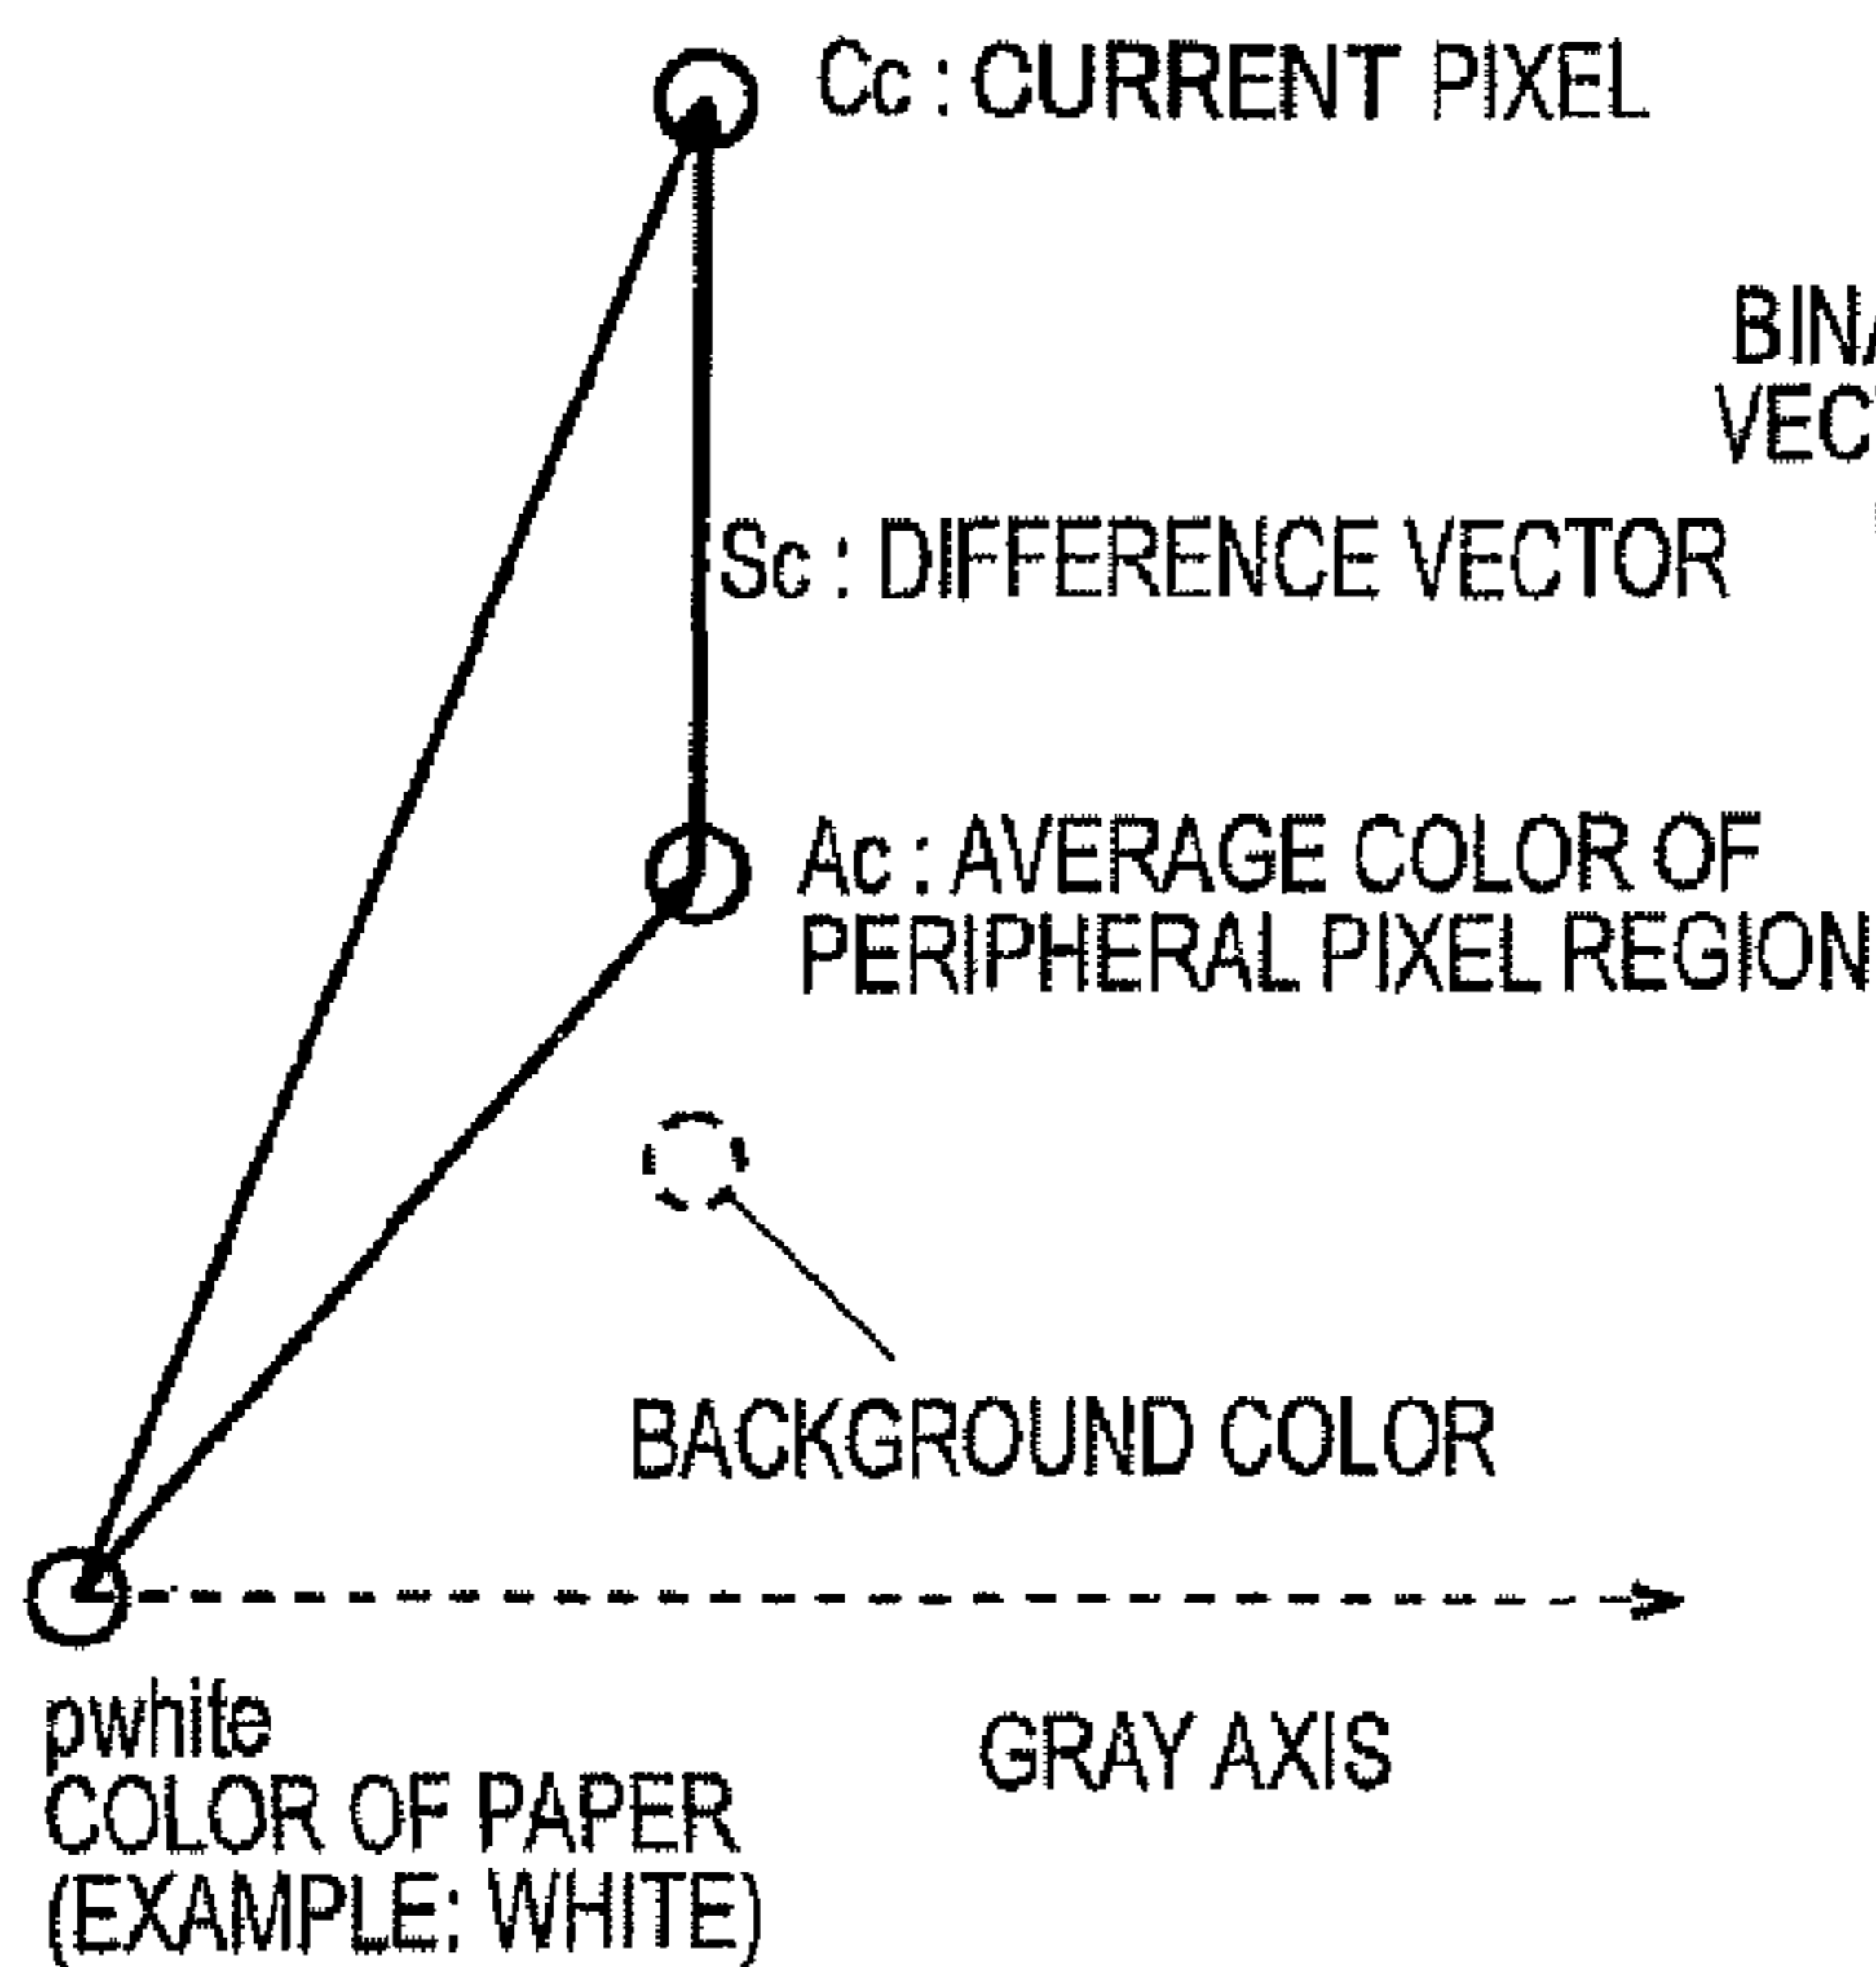 Cc : CURRENT PIXEL
Sc : DIFFERENCE VECTOR
Ac : AVERAGE COLOR OF
PERIPHERAL PIXEL REGION
BACKGROUND COLOR
pwhite
COLOR OF PAPER
(EXAMPLE: WHITE)
GRAY AXIS